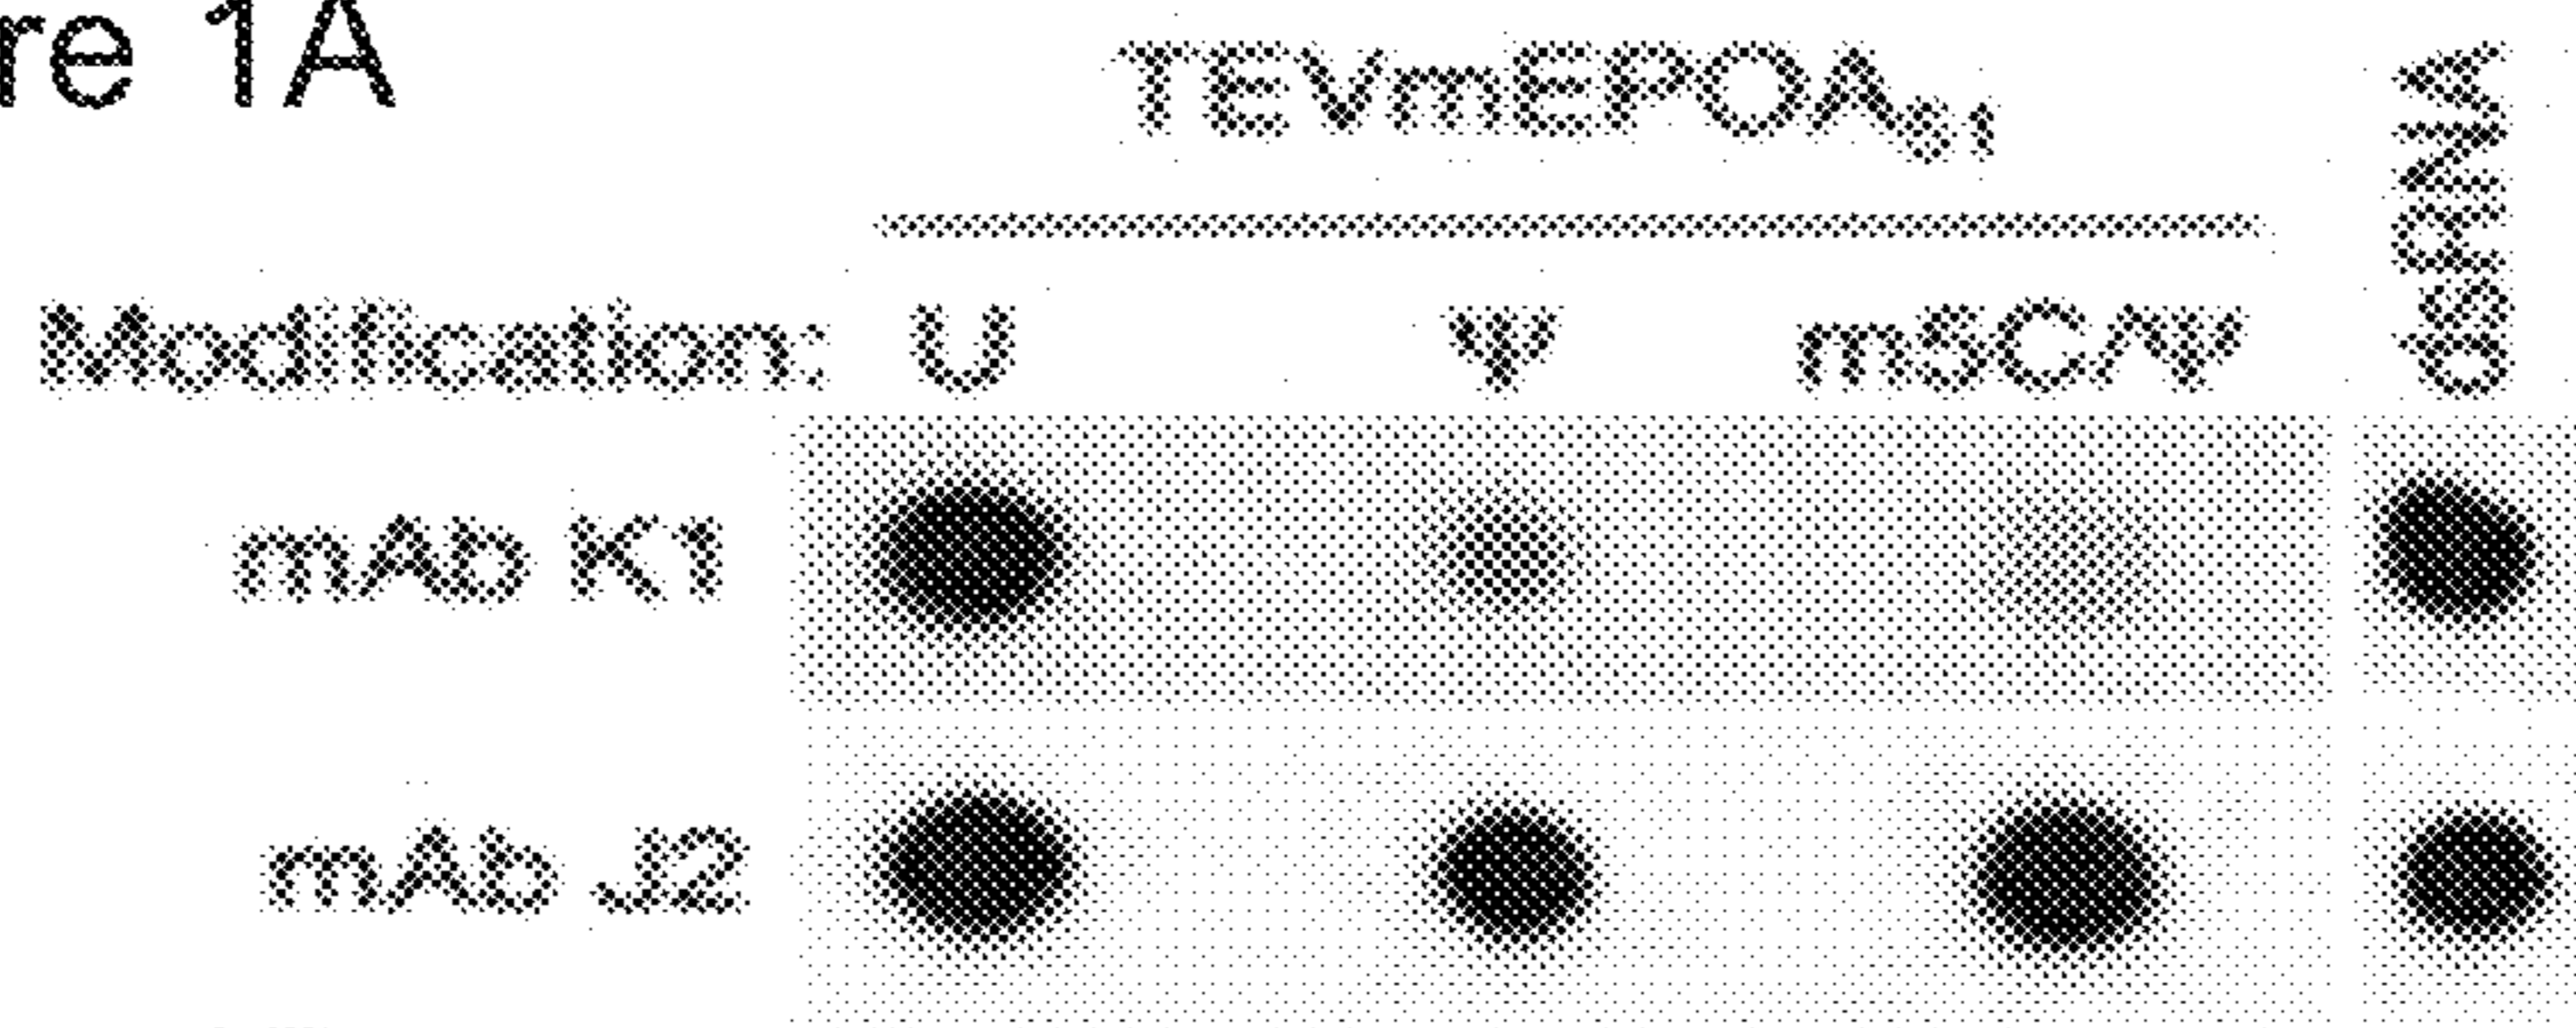 re 1A
TEVmEPOA51
dsRNA
Modification: U Ψ m5C/Ψ
mAb K1
mAb J2